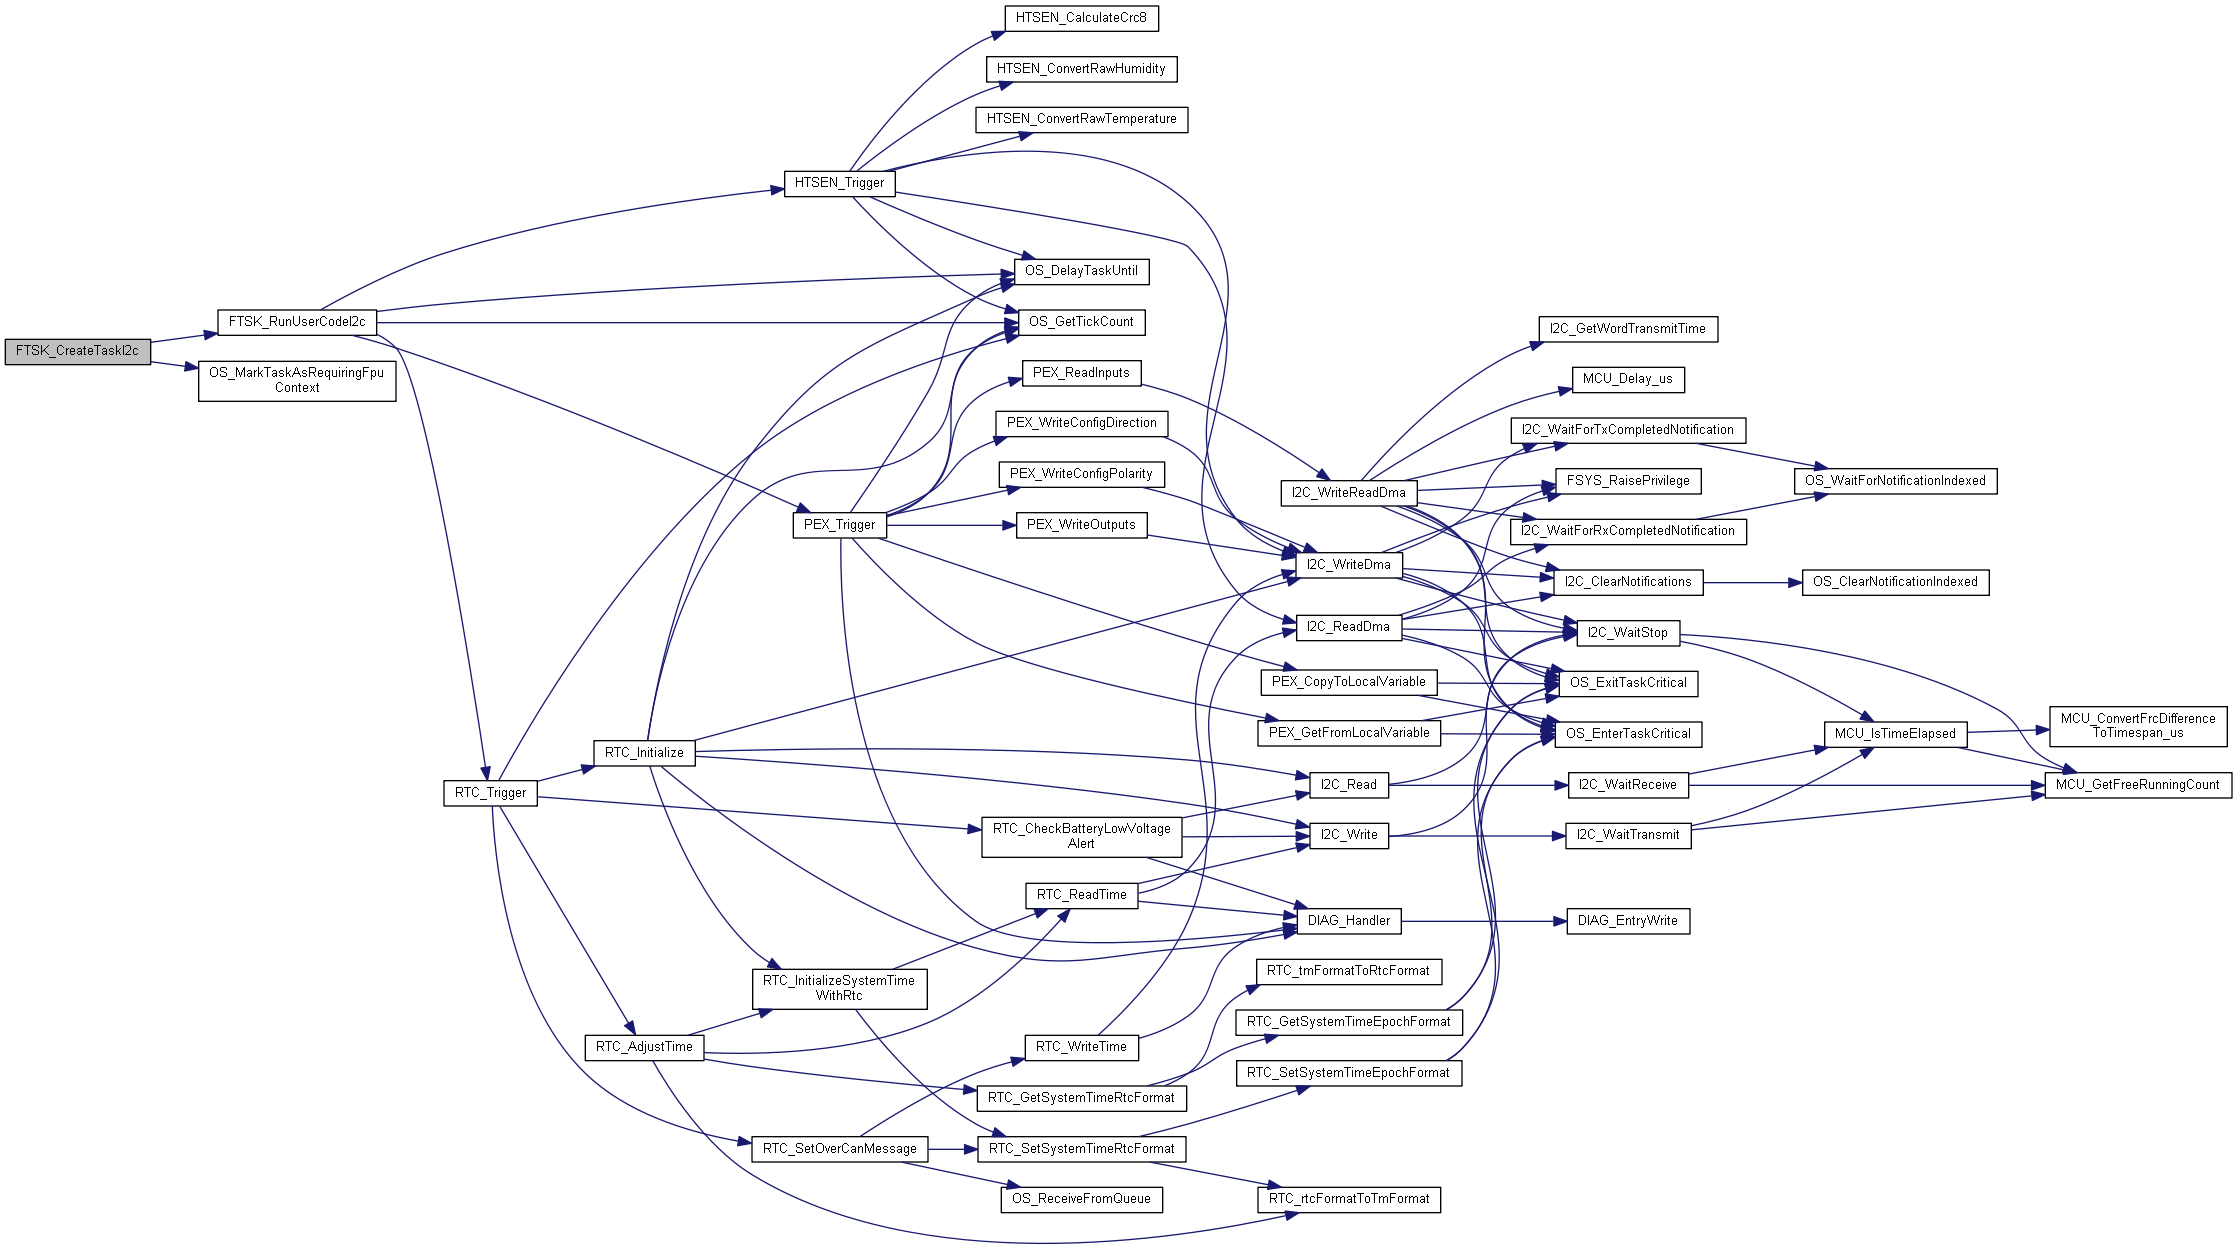 HTSEN_CalculateCrc8
HTSEN_ConvertRawHumidity
HTSEN_ConvertRawTemperature
HTSEN_Trigger
OS_DelayTaskUntil
FTSK_RunUserCodeI2c
OS_GetTickCount
I2C_GetWordTransmitTime
FTSK_CreateTaskI2c
OS_MarkTaskAsRequiringFpu
Context
PEX_ReadInputs
MCU_Delay_us
PEX_WriteConfigDirection
I2C_WaitForTxCompletedNotification
PEX_WriteConfigPolarity
I2C_WriteReadDma
FSYS_RaisePrivilege
OS_WaitForNotificationIndexed
PEX_Trigger
PEX_WriteOutputs
I2C_WaitForRxCompletedNotification
I2C_WriteDma
I2C_ClearNotifications
OS_ClearNotificationIndexed
I2C_ReadDma
I2C_WaitStop
PEX_CopyToLocalVariable
OS_ExitTaskCritical
PEX_GetFromLocalVariable
OS_EnterTaskCritical
MCU_IsTimeElapsed
MCU_ConvertFrcDifference
ToTimespan_us
RTC_Initialize
RTC_Trigger
I2C_Read
I2C_WaitReceive
MCU_GetFreeRunningCount
RTC_CheckBatteryLowVoltage
Alert
I2C_Write
I2C_WaitTransmit
RTC_ReadTime
DIAG_Handler
DIAG_EntryWrite
RTC_InitializeSystemTime
WithRtc
RTC_tmFormatToRtcFormat
RTC_GetSystemTimeEpochFormat
RTC_AdjustTime
RTC_WriteTime
RTC_SetSystemTimeEpochFormat
RTC_GetSystemTimeRtcFormat
RTC_SetOverCanMessage
RTC_SetSystemTimeRtcFormat
OS_ReceiveFromQueue
RTC_rtcFormatToTmFormat